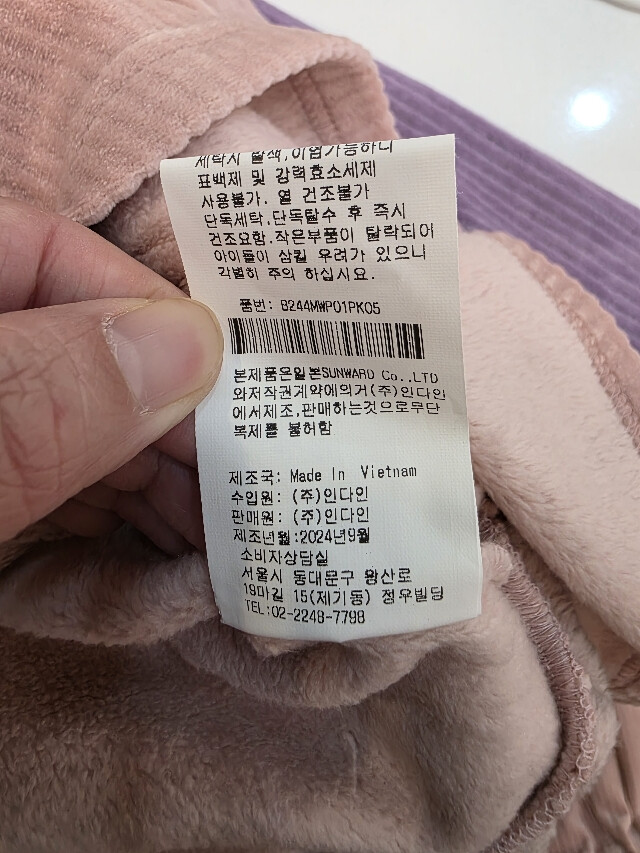 세탁시 탈색,이염가능하니
표백제 및 강력효소세제
사용불가. 열 건조불가
단독세탁.단독탈수 후 즉시
건조요함.작은부품이 탈락되어
아이들이 삼킬 우려가 있으니
각별히 주의 하십시요.
품번: B244MWP01PK05
본제품은일본SUNWARD Co.,LTD
와저작권계약에의거(주)인다인
에서제조,판매하는것으로무단
복제를 불허함
제조국: Made In Vietnam
수입원: (주)인다인
판매원: (주)인다인
제조년월:2024년9월
소비자상담실
서울시 동대문구 왕산로
19마길 15(제기동) 정우빌딩
TEL:02-2248-7798